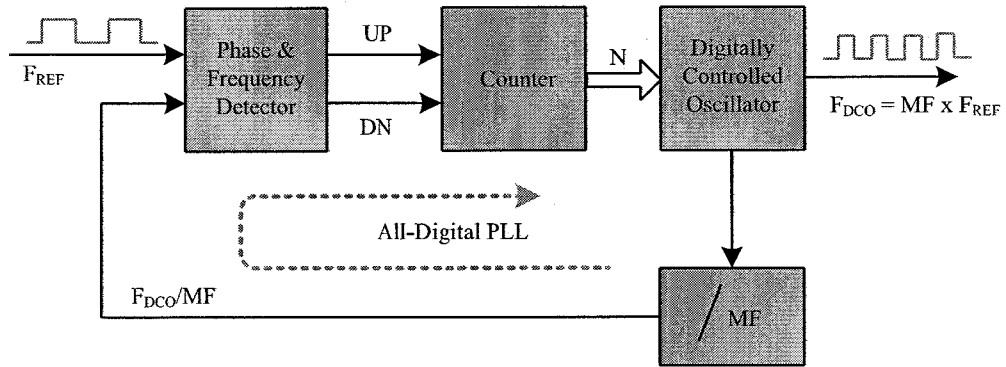 F_REF
Phase &
Frequency
Detector
UP
DN
Counter
N
Digitally
Controlled
Oscillator
F_DCO = MF x F_REF
All-Digital PLL
F_DCO/MF
/ MF